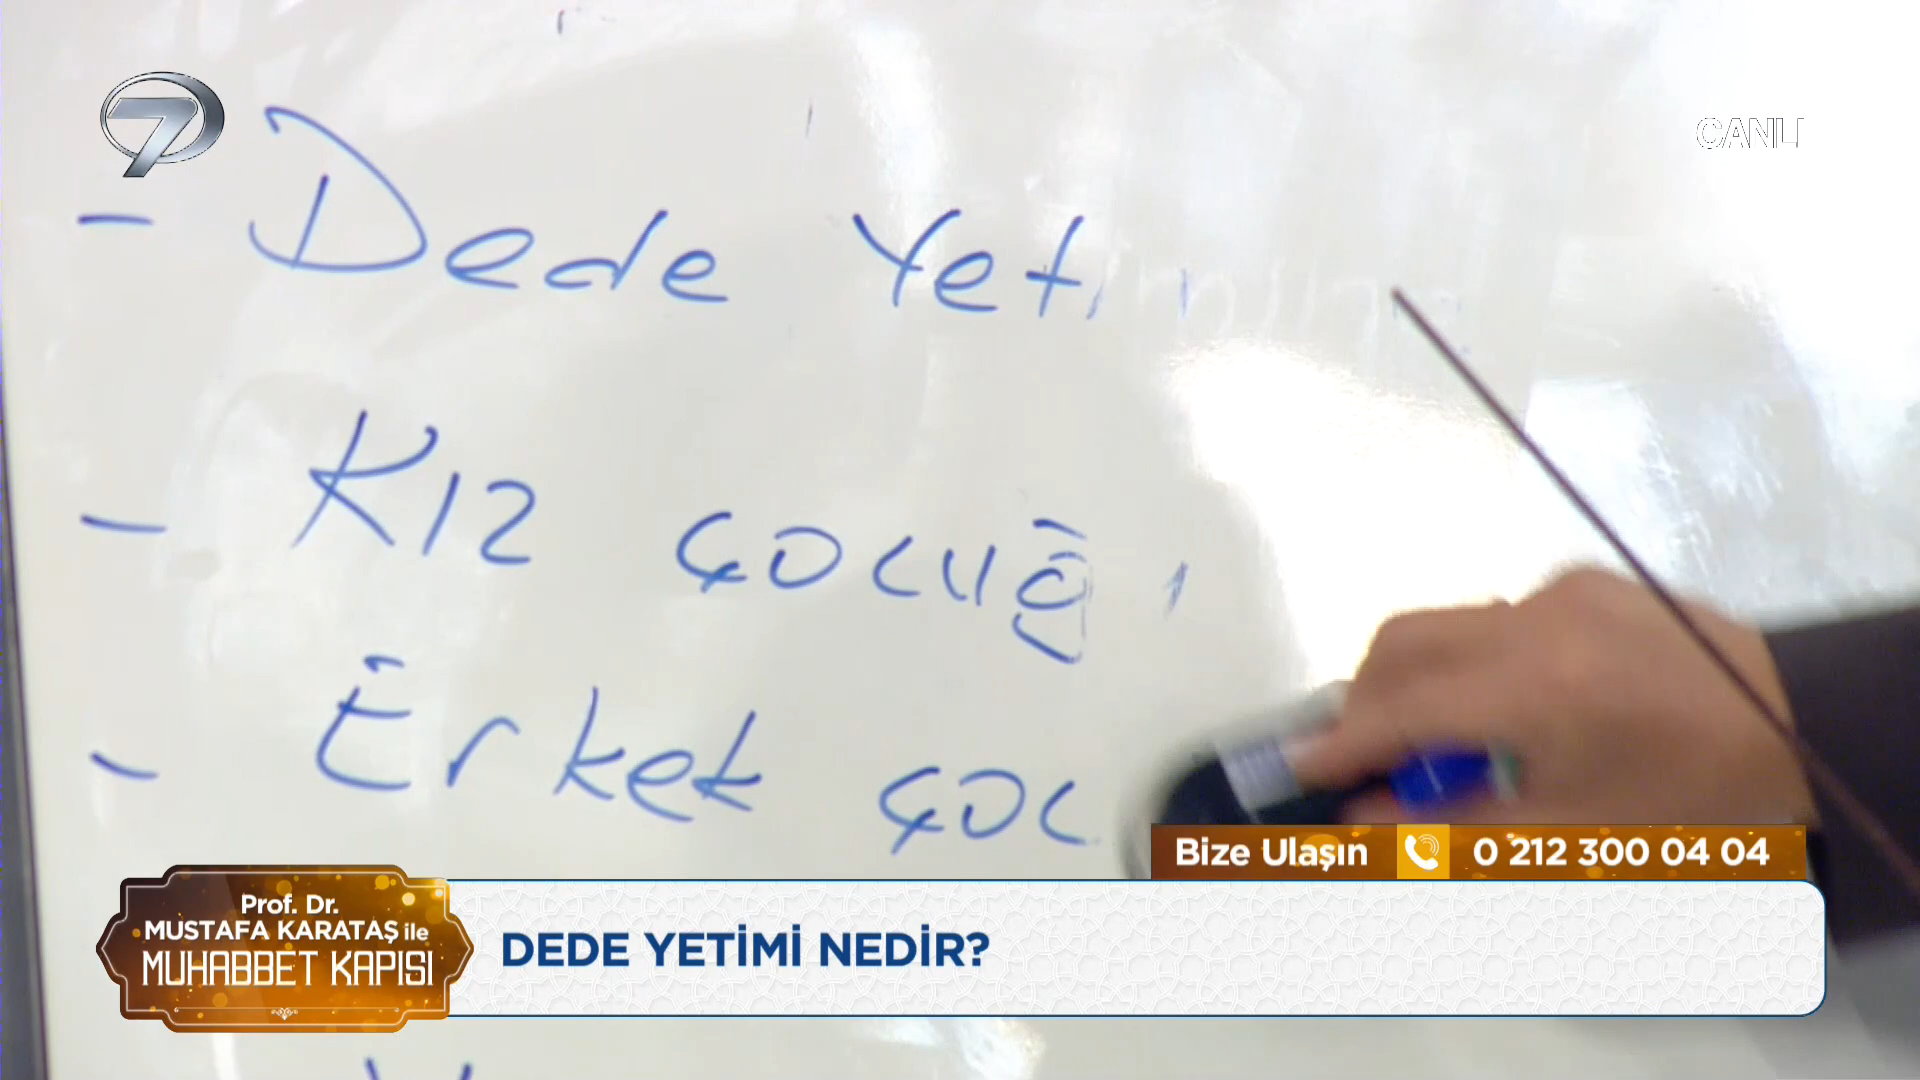 7
CANLI
- Dede Yet
- Kız çocuğ
- Erkek çoc
Bize Ulaşın 0 212 300 04 04
Prof. Dr.
MUSTAFA KARATAŞ ile
MUHABBET KAPISI
DEDE YETİMİ NEDİR?